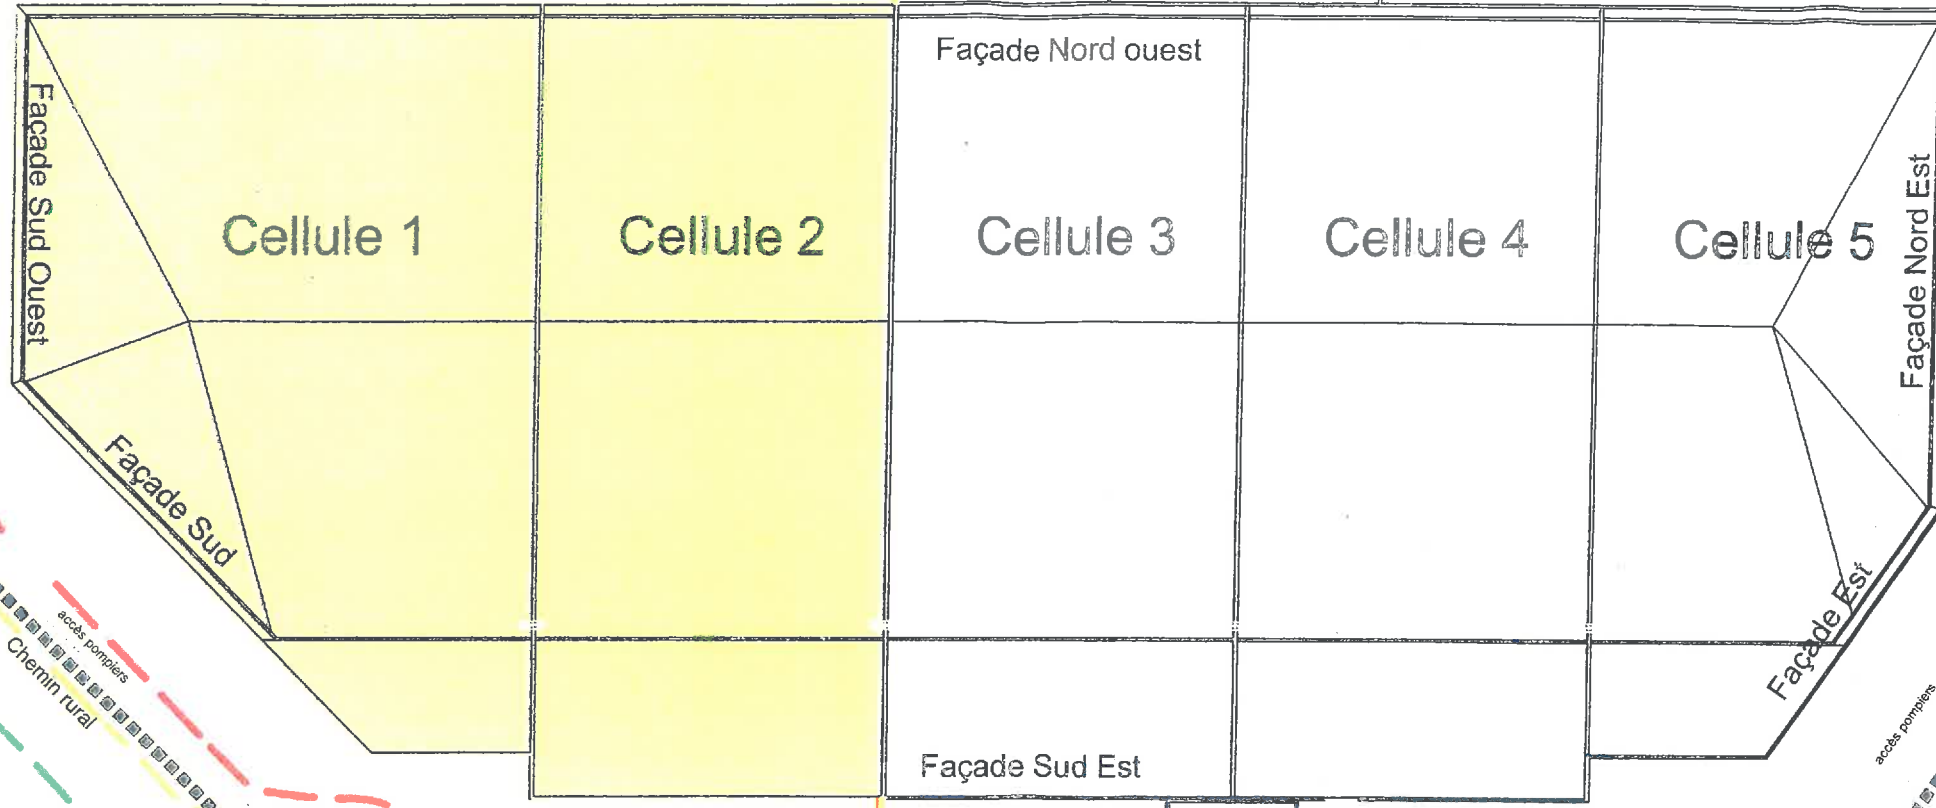 Façade Nord ouest
Façade Sud Ouest
Cellule 1
Cellule 2
Cellule 3
Cellule 4
Cellule 5
Façade Nord Est
Façade Sud
Façade Est
accès pompiers
Chemin rural
Façade Sud Est
accès pompiers